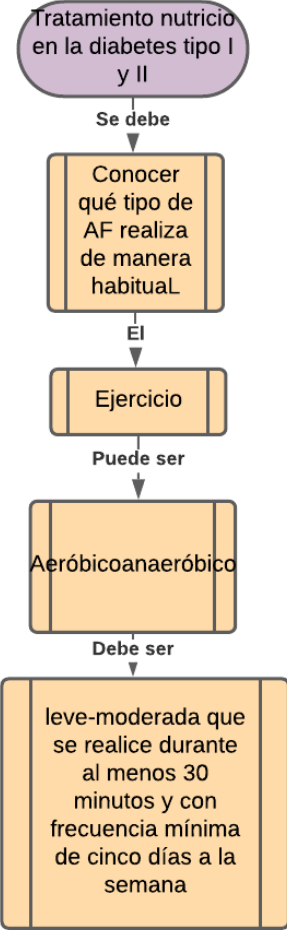 Tratamiento nutricio
en la diabetes tipo I
y II
Se debe
Conocer
qué tipo de
AF realiza
de manera
habituaL
El
Ejercicio
Puede ser
Aeróbicoanaeróbico
Debe ser
leve-moderada que
se realice durante
al menos 30
minutos y con
frecuencia mínima
de cinco días a la
semana